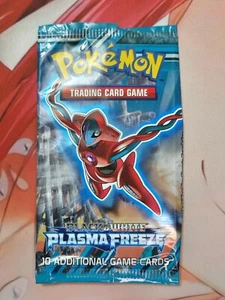 POKéMON
TRADING CARD GAME
BLACK & WHITE
PLASMA FREEZE
10 ADDITIONAL GAME CARDS